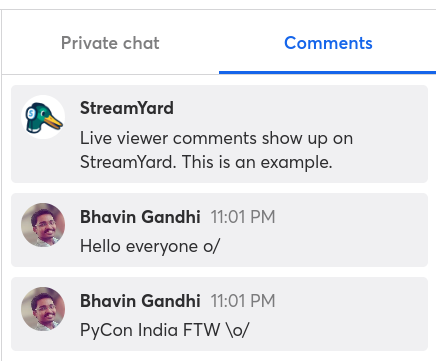 Private chat
Comments
StreamYard
Live viewer comments show up on
StreamYard. This is an example.
Bhavin Gandhi 11:01 PM
Hello everyone o/
Bhavin Gandhi 11:01 PM
PyCon India FTW \o/